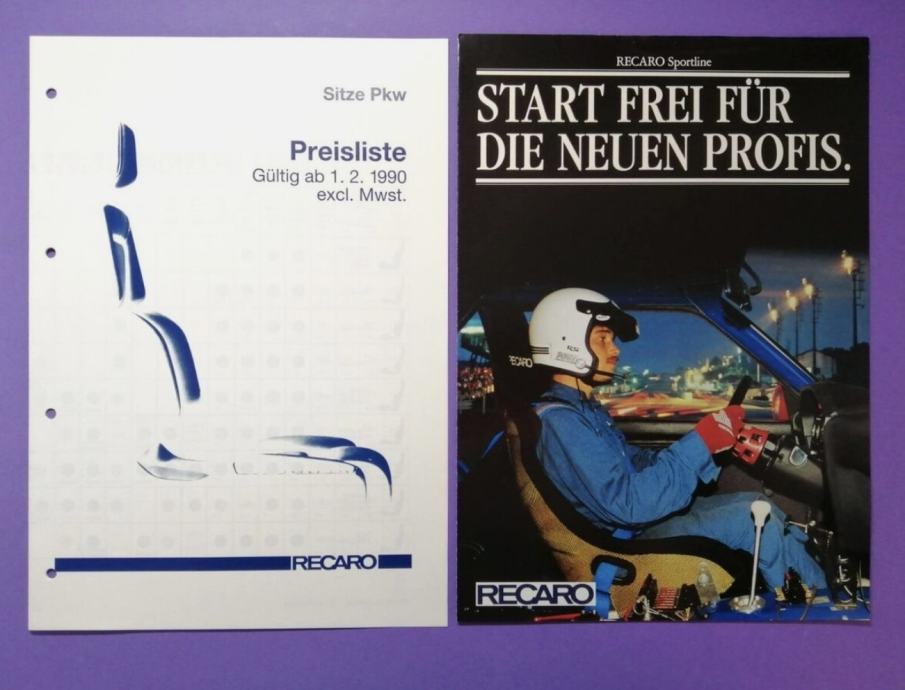 Sitze Pkw
Preisliste
Gültig ab 1. 2. 1990
excl. Mwst.
RECARO
RECARO Sportline
START FREI FÜR
DIE NEUEN PROFIS.
RECARO
RECARO